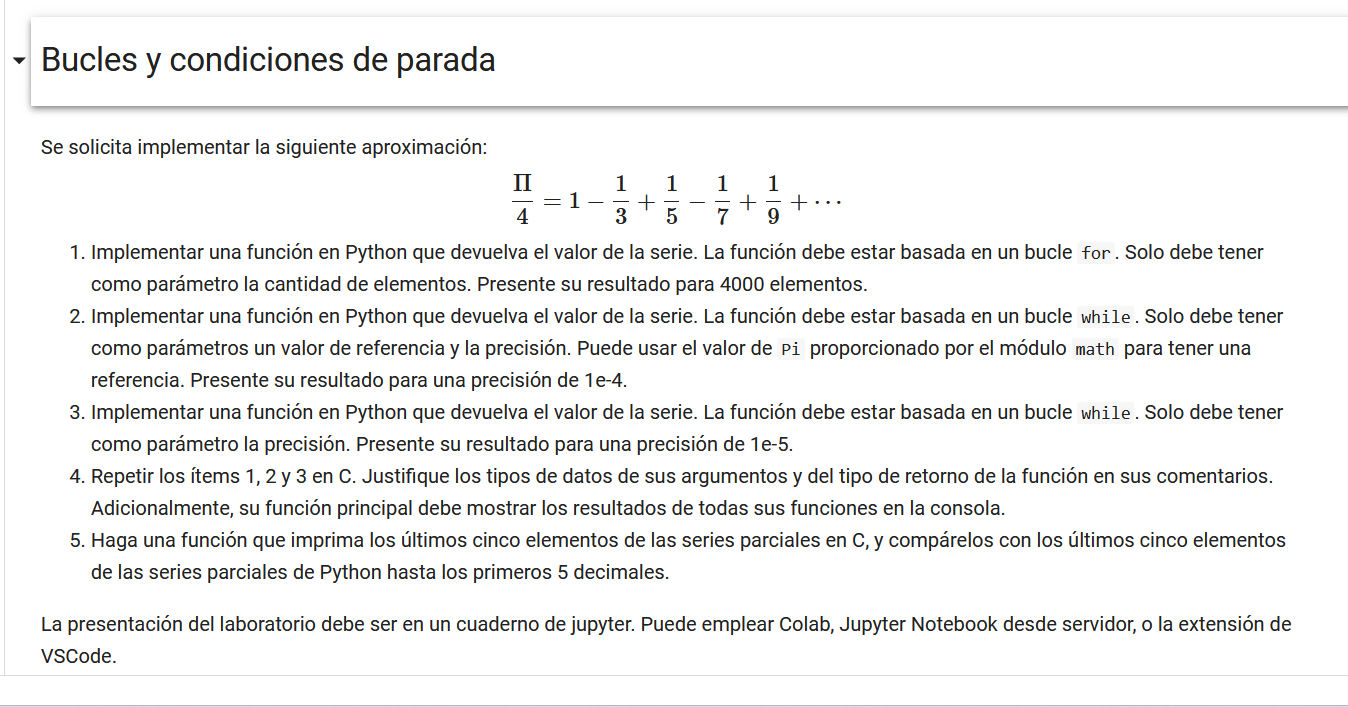 Bucles y condiciones de parada
Se solicita implementar la siguiente aproximación:
Π/4 = 1 − 1/3 + 1/5 − 1/7 + 1/9 + ⋯
1. Implementar una función en Python que devuelva el valor de la serie. La función debe estar basada en un bucle for. Solo debe tener
como parámetro la cantidad de elementos. Presente su resultado para 4000 elementos.
2. Implementar una función en Python que devuelva el valor de la serie. La función debe estar basada en un bucle while. Solo debe tener
como parámetros un valor de referencia y la precisión. Puede usar el valor de Pi proporcionado por el módulo math para tener una
referencia. Presente su resultado para una precisión de 1e-4.
3. Implementar una función en Python que devuelva el valor de la serie. La función debe estar basada en un bucle while. Solo debe tener
como parámetro la precisión. Presente su resultado para una precisión de 1e-5.
4. Repetir los ítems 1, 2 y 3 en C. Justifique los tipos de datos de sus argumentos y del tipo de retorno de la función en sus comentarios.
Adicionalmente, su función principal debe mostrar los resultados de todas sus funciones en la consola.
5. Haga una función que imprima los últimos cinco elementos de las series parciales en C, y compárelos con los últimos cinco elementos
de las series parciales de Python hasta los primeros 5 decimales.
La presentación del laboratorio debe ser en un cuaderno de jupyter. Puede emplear Colab, Jupyter Notebook desde servidor, o la extensión de
VSCode.